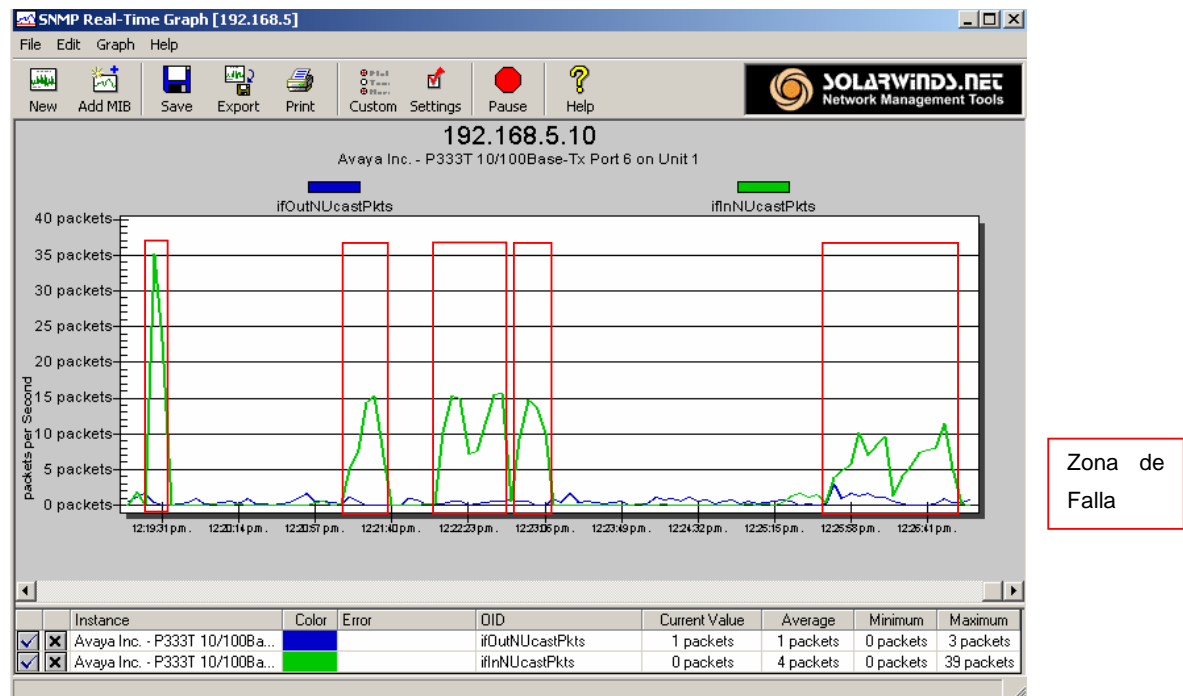 SNMP Real-Time Graph [192.168.5]
File Edit Graph Help
New Add MIB Save Export Print Custom Settings Pause Help
SOLARWINDS.NET
Network Management Tools
192.168.5.10
Avaya Inc. - P333T 10/100Base-Tx Port 6 on Unit 1
ifOutNUcastPkts ifInNUcastPkts
40 packets
35 packets
30 packets
25 packets
20 packets
15 packets
10 packets
5 packets
0 packets
packets per Second
12:19:31 p.m. 12:20:14 p.m. 12:20:57 p.m. 12:21:40 p.m. 12:22:23 p.m. 12:23:06 p.m. 12:23:49 p.m. 12:24:32 p.m. 12:25:15 p.m. 12:25:58 p.m. 12:26:41 p.m.
Zona de
Falla
Instance Color Error OID Current Value Average Minimum Maximum
Avaya Inc. - P333T 10/100Ba... ifOutNUcastPkts 1 packets 1 packets 0 packets 3 packets
Avaya Inc. - P333T 10/100Ba... ifInNUcastPkts 0 packets 4 packets 0 packets 39 packets